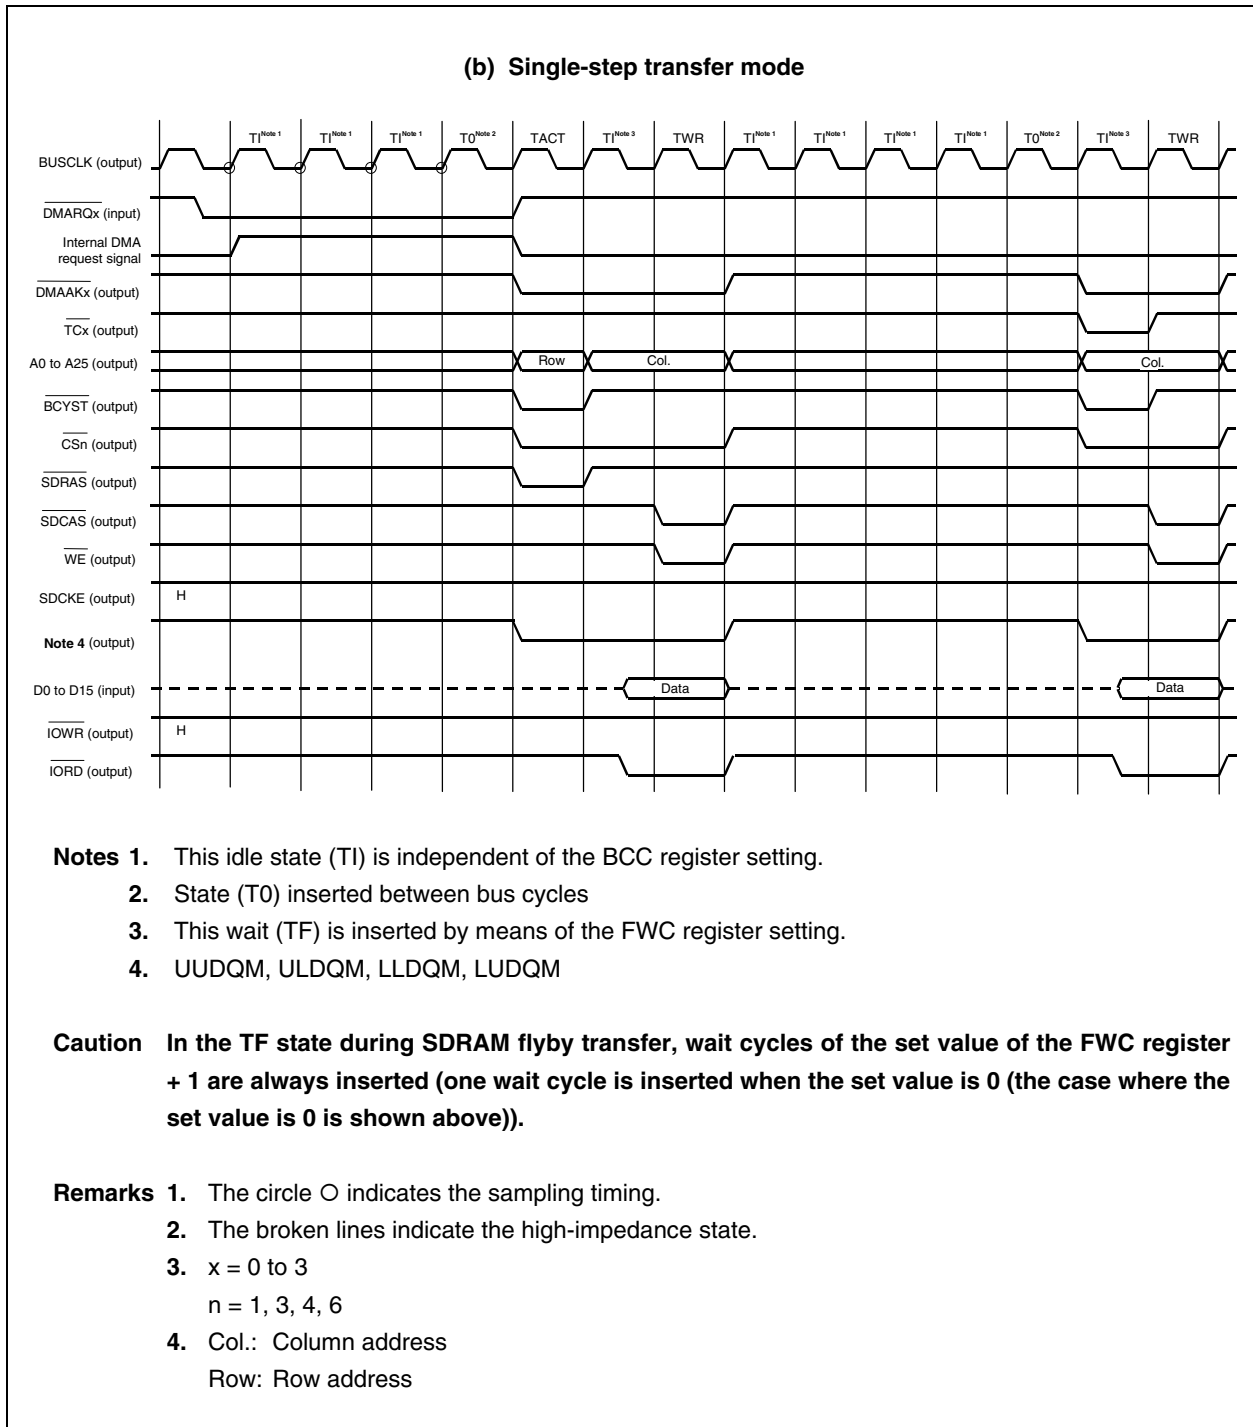 (b) Single-step transfer mode
TI Note 1 TI Note 1 TI Note 1 T0 Note 2 TACT TI Note 3 TWR TI Note 1 TI Note 1 TI Note 1 TI Note 1 T0 Note 2 TI Note 3 TWR
BUSCLK (output)
DMARQx (input)
Internal DMA
request signal
DMAAKx (output)
TCx (output)
A0 to A25 (output) Row Col. Col.
BCYST (output)
CSn (output)
SDRAS (output)
SDCAS (output)
WE (output)
SDCKE (output) H
Note 4 (output)
D0 to D15 (input) Data Data
IOWR (output) H
IORD (output)
Notes 1. This idle state (TI) is independent of the BCC register setting.
2. State (T0) inserted between bus cycles
3. This wait (TF) is inserted by means of the FWC register setting.
4. UUDQM, ULDQM, LLDQM, LUDQM
Caution In the TF state during SDRAM flyby transfer, wait cycles of the set value of the FWC register
+ 1 are always inserted (one wait cycle is inserted when the set value is 0 (the case where the
set value is 0 is shown above)).
Remarks 1. The circle ○ indicates the sampling timing.
2. The broken lines indicate the high-impedance state.
3. x = 0 to 3
n = 1, 3, 4, 6
4. Col.: Column address
Row: Row address